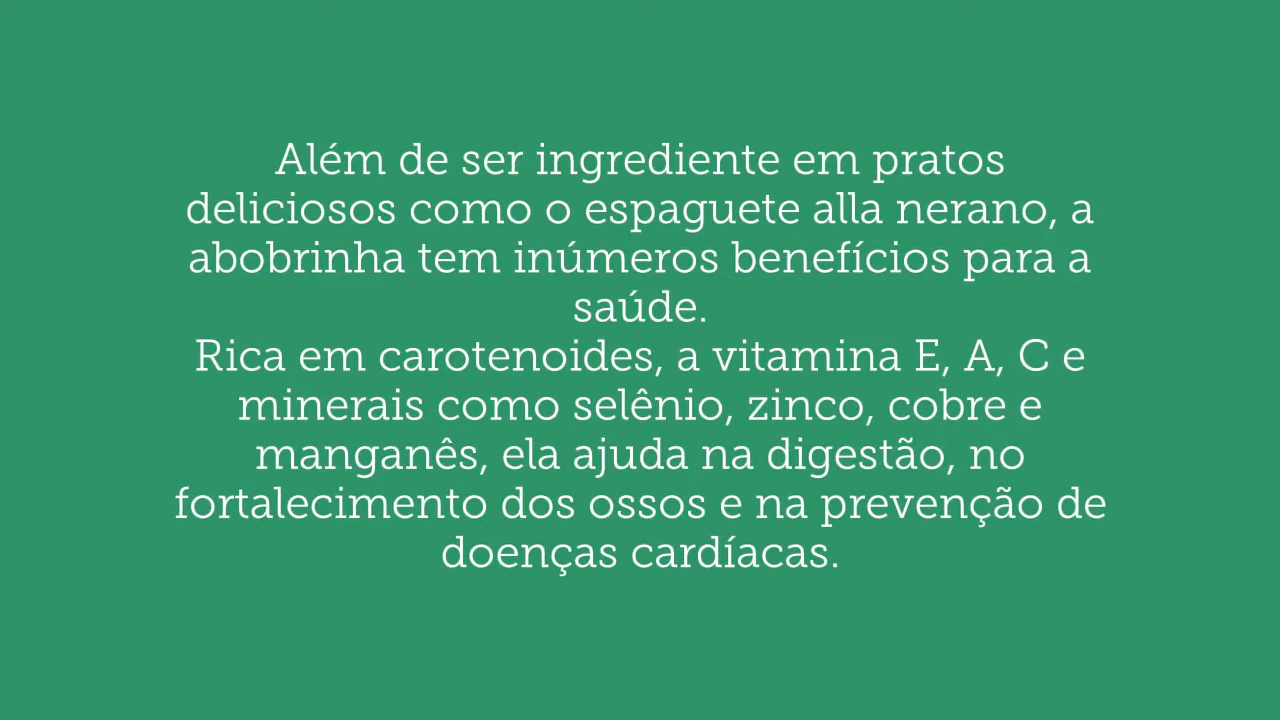 Além de ser ingrediente em pratos
deliciosos como o espaguete alla nerano, a
abobrinha tem inúmeros benefícios para a
saúde.
Rica em carotenoides, a vitamina E, A, C e
minerais como selênio, zinco, cobre e
manganês, ela ajuda na digestão, no
fortalecimento dos ossos e na prevenção de
doenças cardíacas.